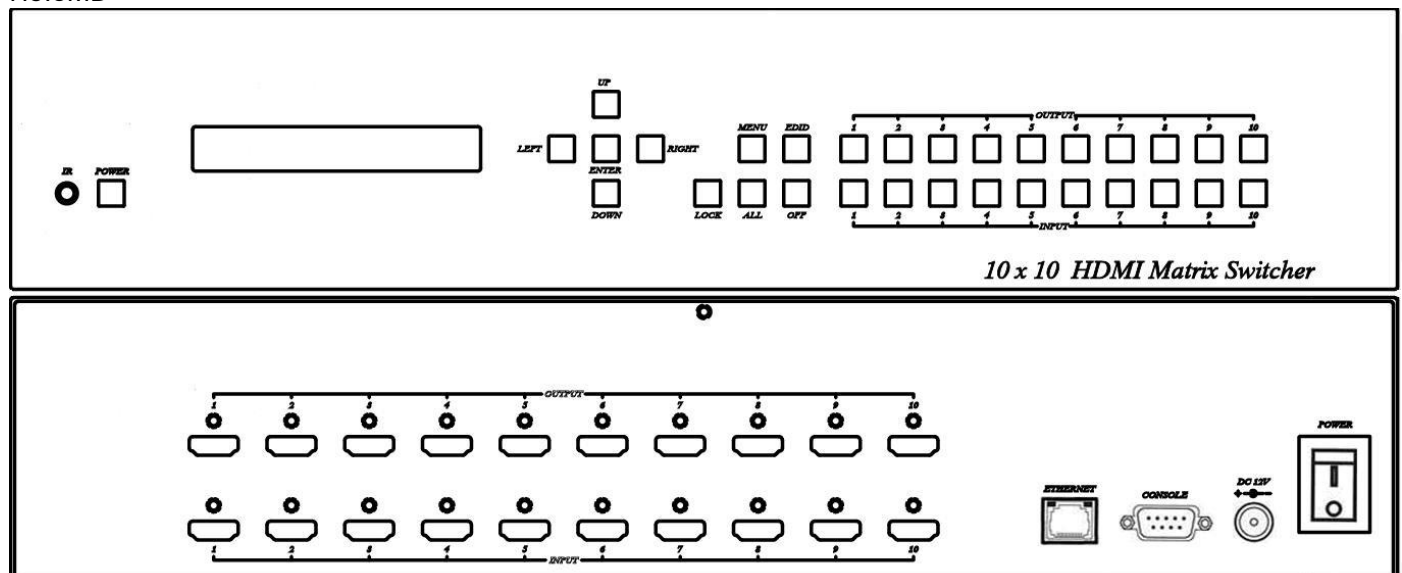 UP
MENU EDID OUTPUT
1 2 3 4 5 6 7 8 9 10
LEFT RIGHT
IR POWER ENTER
DOWN LOCK ALL OFF
1 2 3 4 5 6 7 8 9 10
INPUT
10 x 10 HDMI Matrix Switcher
OUTPUT
1 2 3 4 5 6 7 8 9 10
POWER
ETHERNET CONSOLE DC 12V
1 2 3 4 5 6 7 8 9 10
INPUT